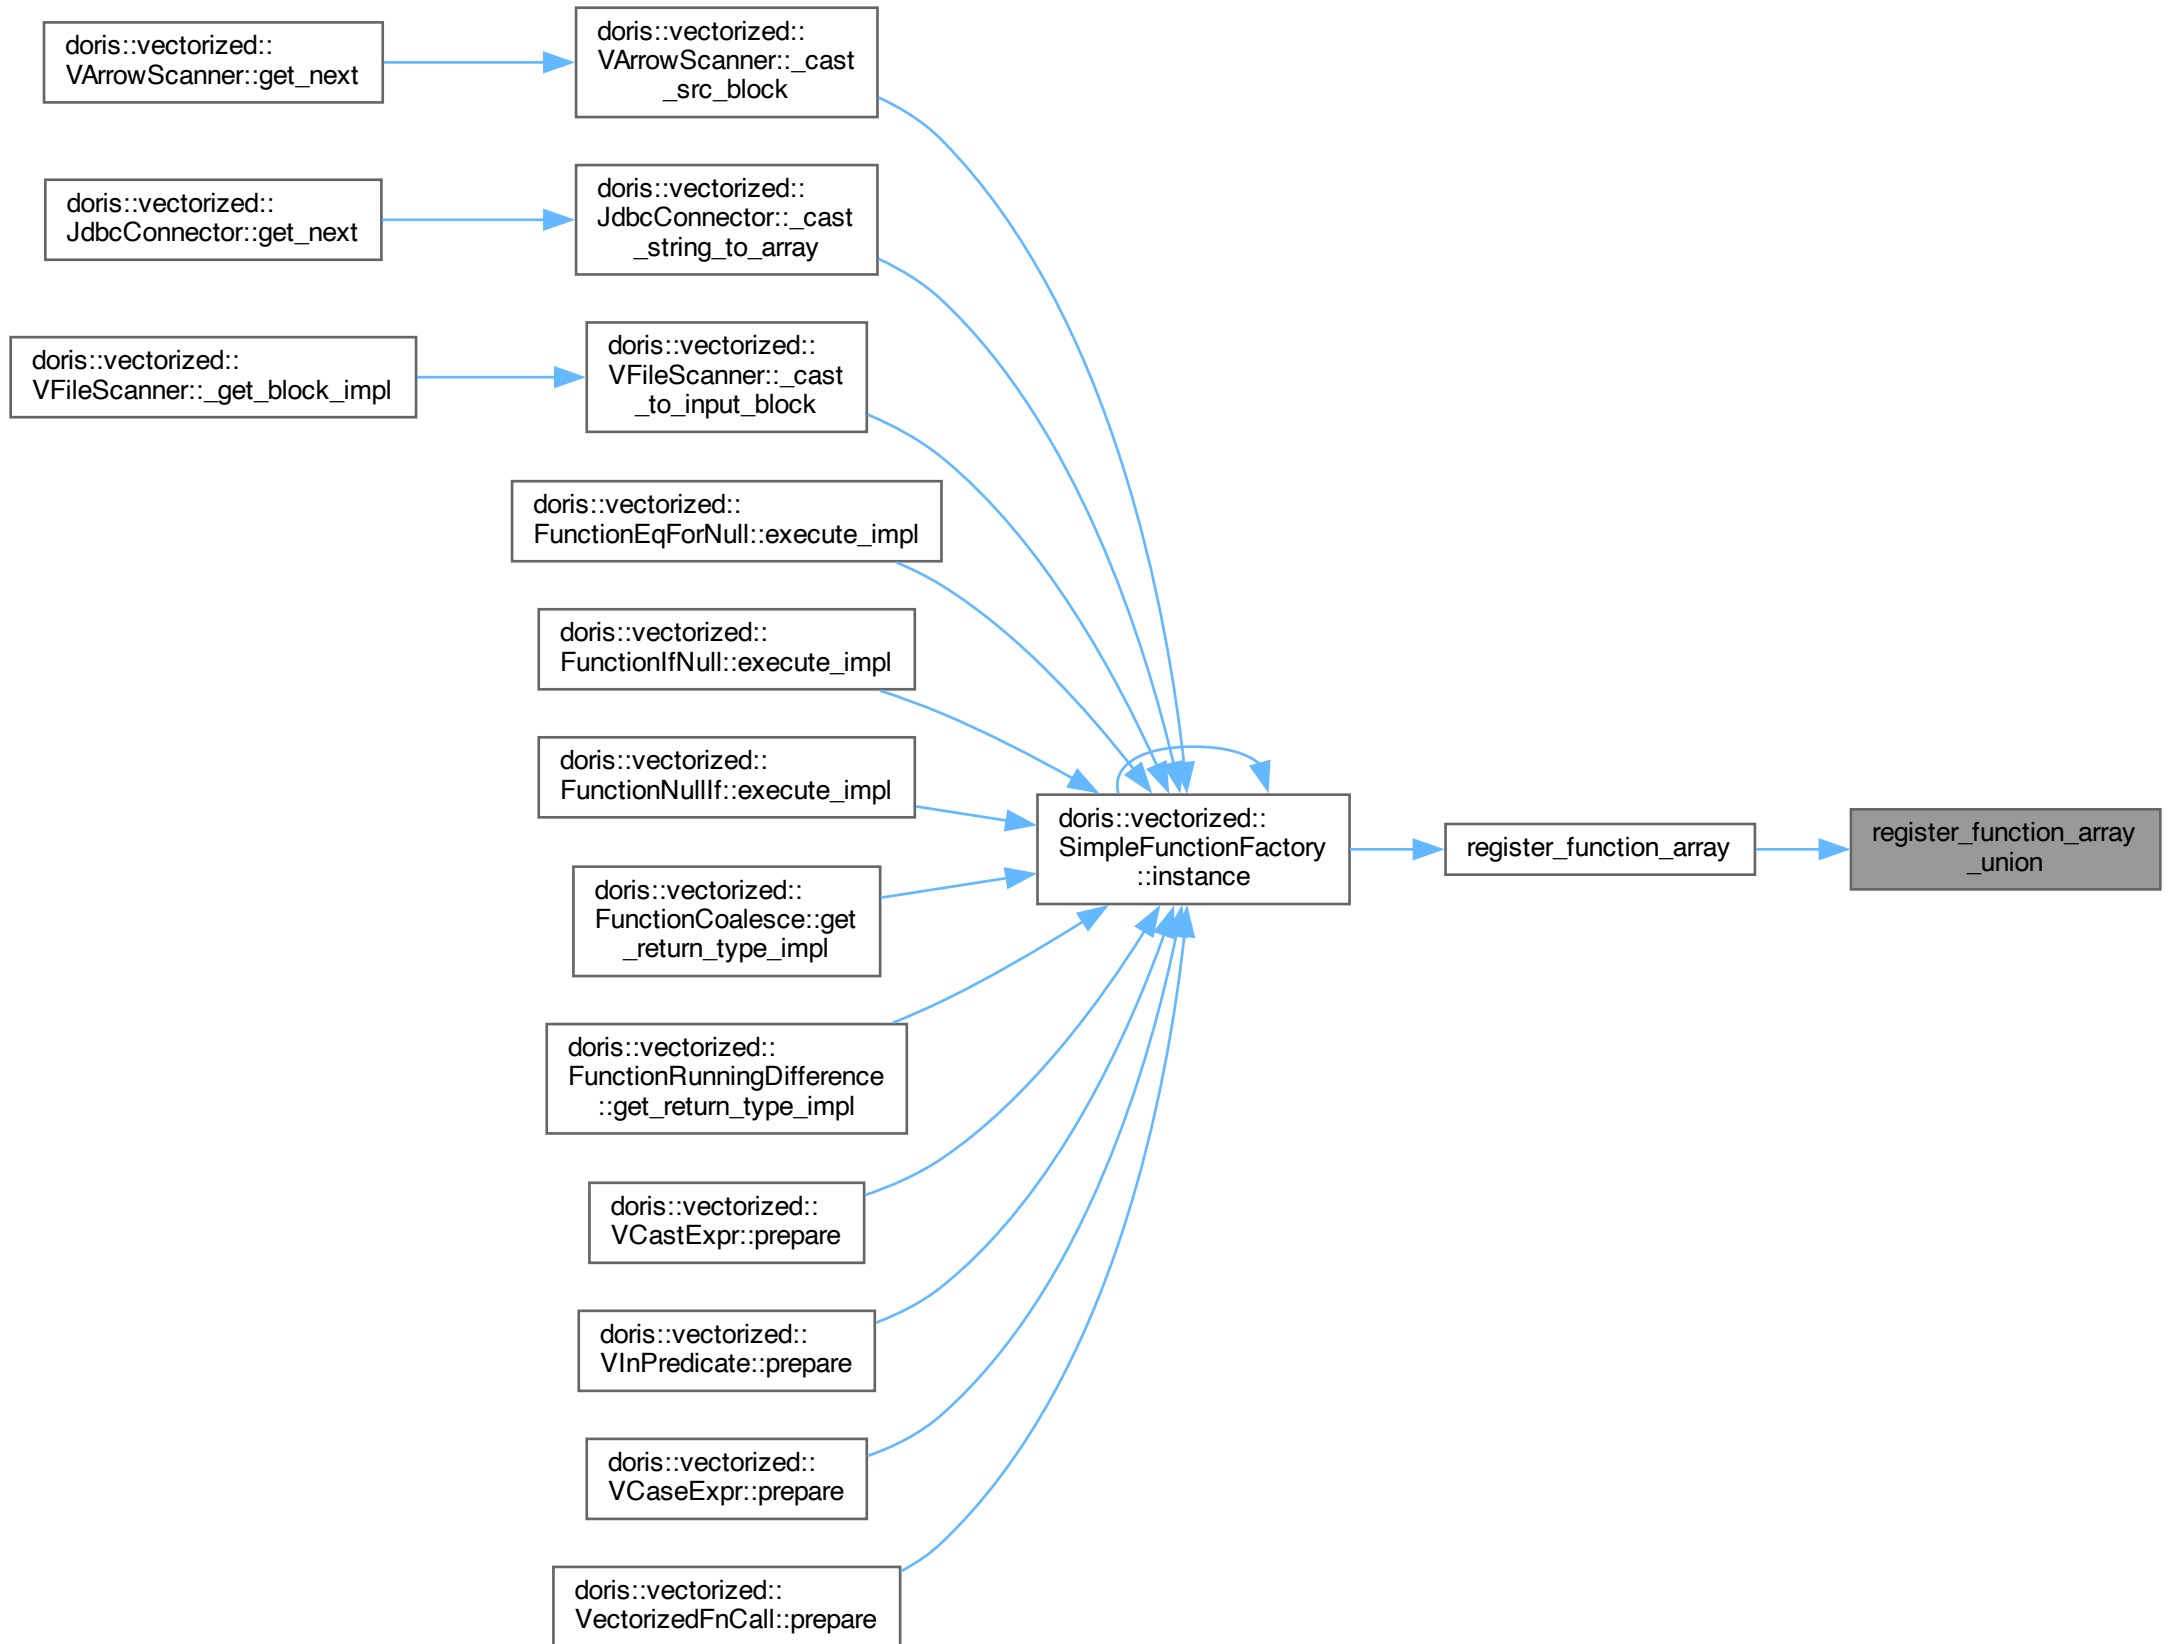 doris::vectorized::
VArrowScanner::get_next
doris::vectorized::
VArrowScanner::_cast
_src_block
doris::vectorized::
JdbcConnector::get_next
doris::vectorized::
JdbcConnector::_cast
_string_to_array
doris::vectorized::
VFileScanner::_get_block_impl
doris::vectorized::
VFileScanner::_cast
_to_input_block
doris::vectorized::
FunctionEqForNull::execute_impl
doris::vectorized::
FunctionIfNull::execute_impl
doris::vectorized::
FunctionNullIf::execute_impl
doris::vectorized::
FunctionCoalesce::get
_return_type_impl
doris::vectorized::
FunctionRunningDifference
::get_return_type_impl
doris::vectorized::
VCastExpr::prepare
doris::vectorized::
VInPredicate::prepare
doris::vectorized::
VCaseExpr::prepare
doris::vectorized::
VectorizedFnCall::prepare
doris::vectorized::
SimpleFunctionFactory
::instance
register_function_array
register_function_array
_union